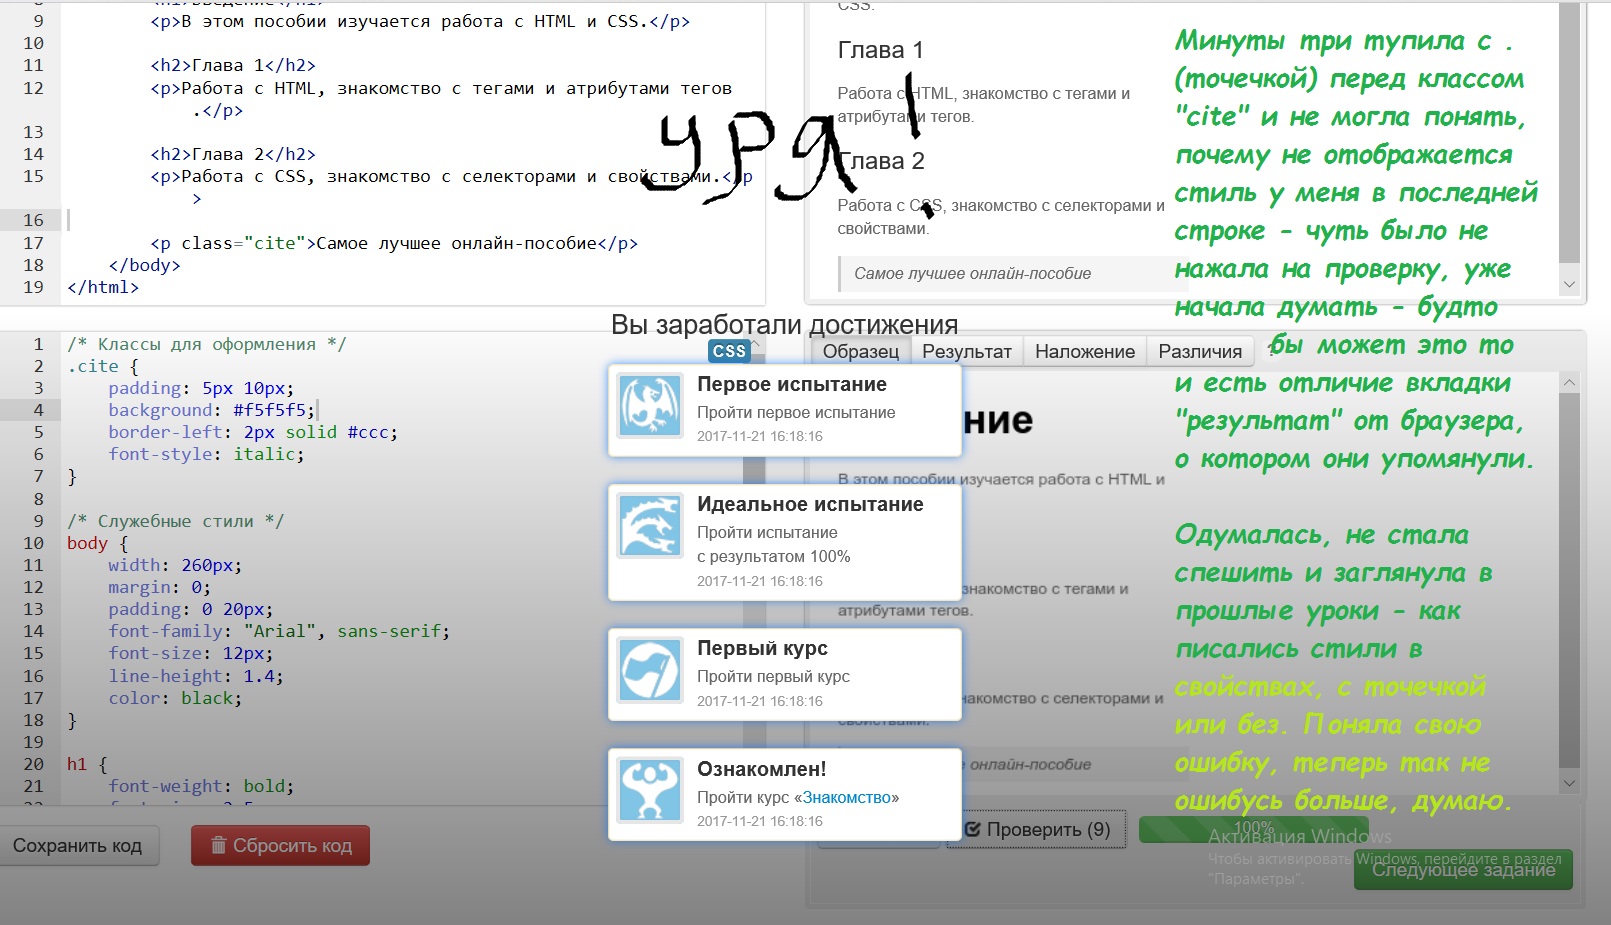 9 <p>В этом пособии изучается работа с HTML и CSS.</p>
10
11 <h2>Глава 1</h2>
12 <p>Работа с HTML, знакомство с тегами и атрибутами тегов
.</p>
13
14 <h2>Глава 2</h2>
15 <p>Работа с CSS, знакомство с селекторами и свойствами.</p
>
16
17 <p class="cite">Самое лучшее онлайн-пособие</p>
18 </body>
19 </html>
CSS.
Глава 1
Работа с HTML, знакомство с тегами и
атрибутами тегов.
Глава 2
Работа с CSS, знакомство с селекторами и
свойствами.
Самое лучшее онлайн-пособие
УРЯ!
Минуты три тупила с .
(точечкой) перед классом
"cite" и не могла понять,
почему не отображается
стиль у меня в последней
строке - чуть было не
нажала на проверку, уже
начала думать - будто
бы может это то
и есть отличие вкладки
"результат" от браузера,
о котором они упомянули.
Одумалась, не стала
спешить и заглянула в
прошлые уроки - как
писались стили в
свойствах, с точечкой
или без. Поняла свою
ошибку, теперь так не
ошибусь больше, думаю.
1 /* Классы для оформления */
2 .cite {
3 padding: 5px 10px;
4 background: #f5f5f5;
5 border-left: 2px solid #ccc;
6 font-style: italic;
7 }
8
9 /* Служебные стили */
10 body {
11 width: 260px;
12 margin: 0;
13 padding: 0 20px;
14 font-family: "Arial", sans-serif;
15 font-size: 12px;
16 line-height: 1.4;
17 color: black;
18 }
19
20 h1 {
21 font-weight: bold;
Вы заработали достижения
CSS
Первое испытание
Пройти первое испытание
2017-11-21 16:18:16
Идеальное испытание
Пройти испытание
с результатом 100%
2017-11-21 16:18:16
Первый курс
Пройти первый курс
2017-11-21 16:18:16
Ознакомлен!
Пройти курс «Знакомство»
2017-11-21 16:18:16
Образец Результат Наложение Различия ?
ние
В этом пособии изучается работа с HTML и
знакомство с тегами и
атрибутами тегов.
накомство с селекторами и
свойствами.
е онлайн-пособие
Сохранить код Сбросить код
Проверить (9) 100%
Активация Windows
Чтобы активировать Windows, перейдите в раздел
"Параметры".
Следующее задание